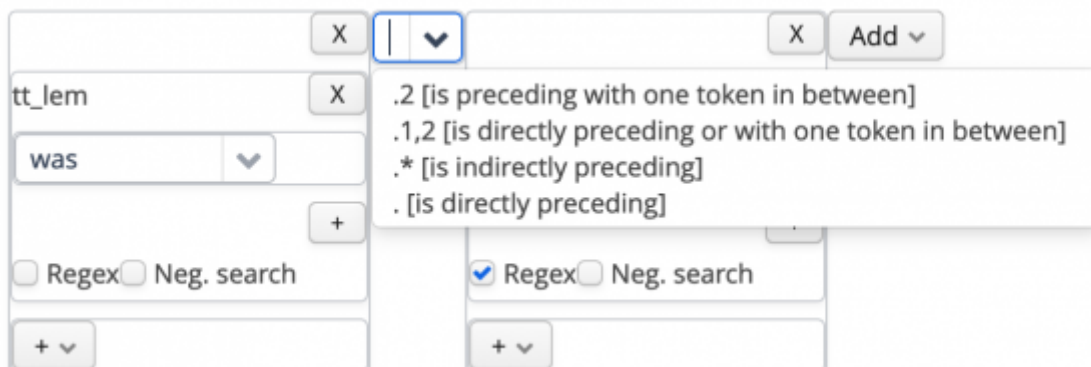 X
X
Add
tt_lem
X
.2 [is preceding with one token in between]
.1,2 [is directly preceding or with one token in between]
was
.* [is indirectly preceding]
. [is directly preceding]
+
Regex Neg. search
Regex Neg. search
+
+